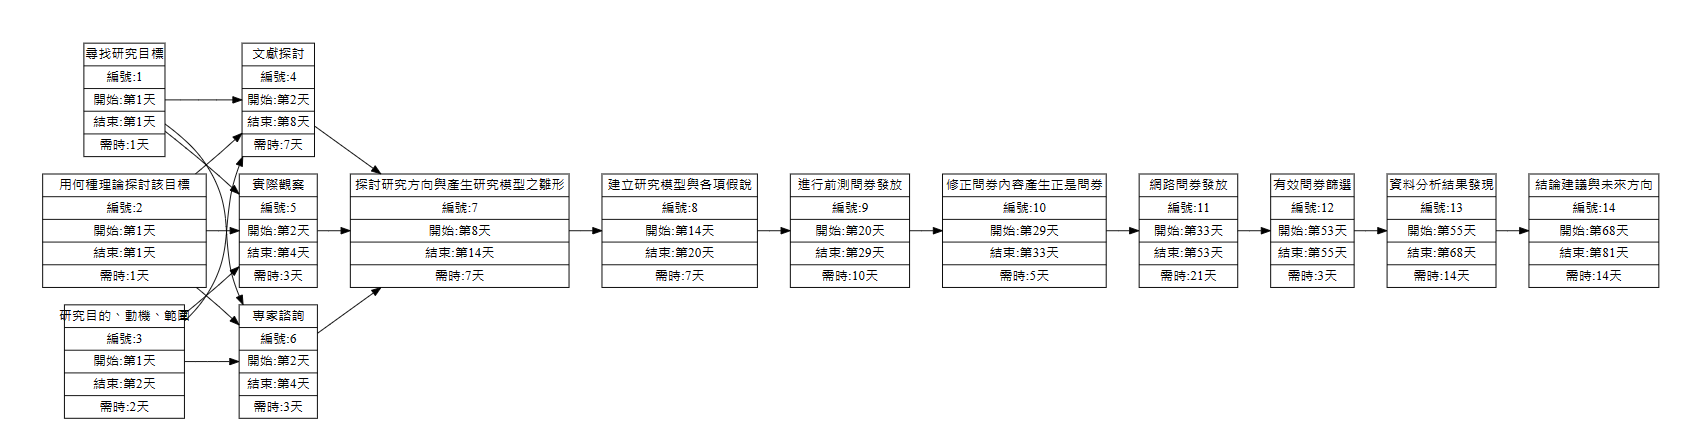 尋找研究目標
編號:1
開始:第1天
結束:第1天
需時:1天
用何種理論探討該目標
編號:2
開始:第1天
結束:第1天
需時:1天
研究目的、動機、範圍
編號:3
開始:第1天
結束:第2天
需時:2天
文獻探討
編號:4
開始:第2天
結束:第8天
需時:7天
實際觀察
編號:5
開始:第2天
結束:第4天
需時:3天
專家諮詢
編號:6
開始:第2天
結束:第4天
需時:3天
探討研究方向與產生研究模型之雛形
編號:7
開始:第8天
結束:第14天
需時:7天
建立研究模型與各項假說
編號:8
開始:第14天
結束:第20天
需時:7天
進行前測問券發放
編號:9
開始:第20天
結束:第29天
需時:10天
修正問券內容產生正是問券
編號:10
開始:第29天
結束:第33天
需時:5天
網路問券發放
編號:11
開始:第33天
結束:第53天
需時:21天
有效問券篩選
編號:12
開始:第53天
結束:第55天
需時:3天
資料分析結果發現
編號:13
開始:第55天
結束:第68天
需時:14天
結論建議與未來方向
編號:14
開始:第68天
結束:第81天
需時:14天